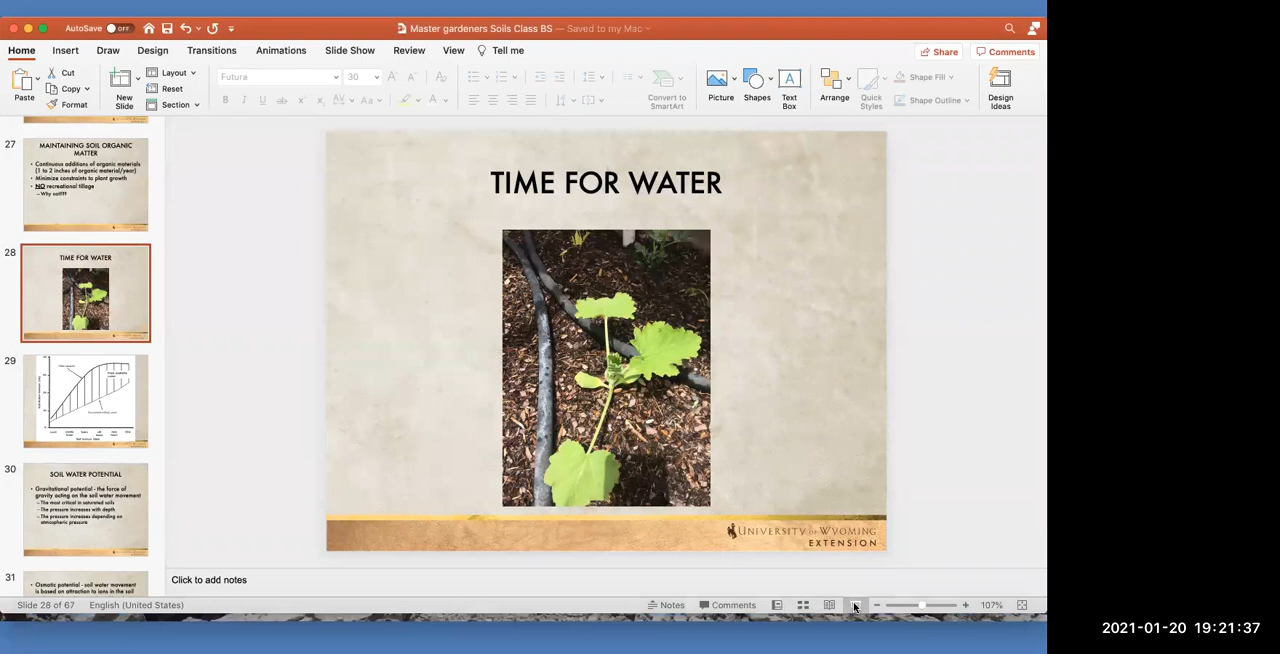 AutoSave OFF
Master gardeners Soils Class BS — Saved to my Mac
Home Insert Draw Design Transitions Animations Slide Show Review View Tell me
Share Comments
Paste
Cut
Copy
Format
New Slide
Layout
Reset
Section
Futura 30
Convert to SmartArt
Picture
Shapes
Text Box
Arrange
Quick Styles
Shape Fill
Shape Outline
Design Ideas
27
MAINTAINING SOIL ORGANIC
MATTER
• Continuous additions of organic materials
(1 to 2 inches of organic material/year)
• Minimize constraints to plant growth
• NO recreational tillage
– Why not???
28
TIME FOR WATER
29
30
SOIL WATER POTENTIAL
• Gravitational potential - the force of
gravity acting on the soil water movement
– The most critical in saturated soils
– The pressure increases with depth
– The pressure increases depending on
atmospheric pressure
31
• Osmotic potential - soil water movement
is based on attraction to ions in the soil
TIME FOR WATER
UNIVERSITY OF WYOMING
EXTENSION
Click to add notes
Slide 28 of 67 English (United States)
Notes Comments 107%
2021-01-20 19:21:37